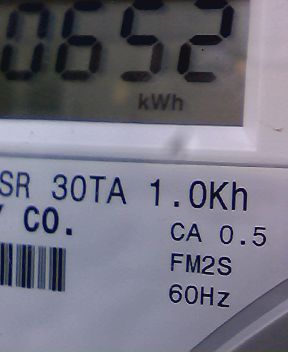 0652
kWh
SR 30TA 1.0Kh
Y CO.
CA 0.5
FM2S
60Hz